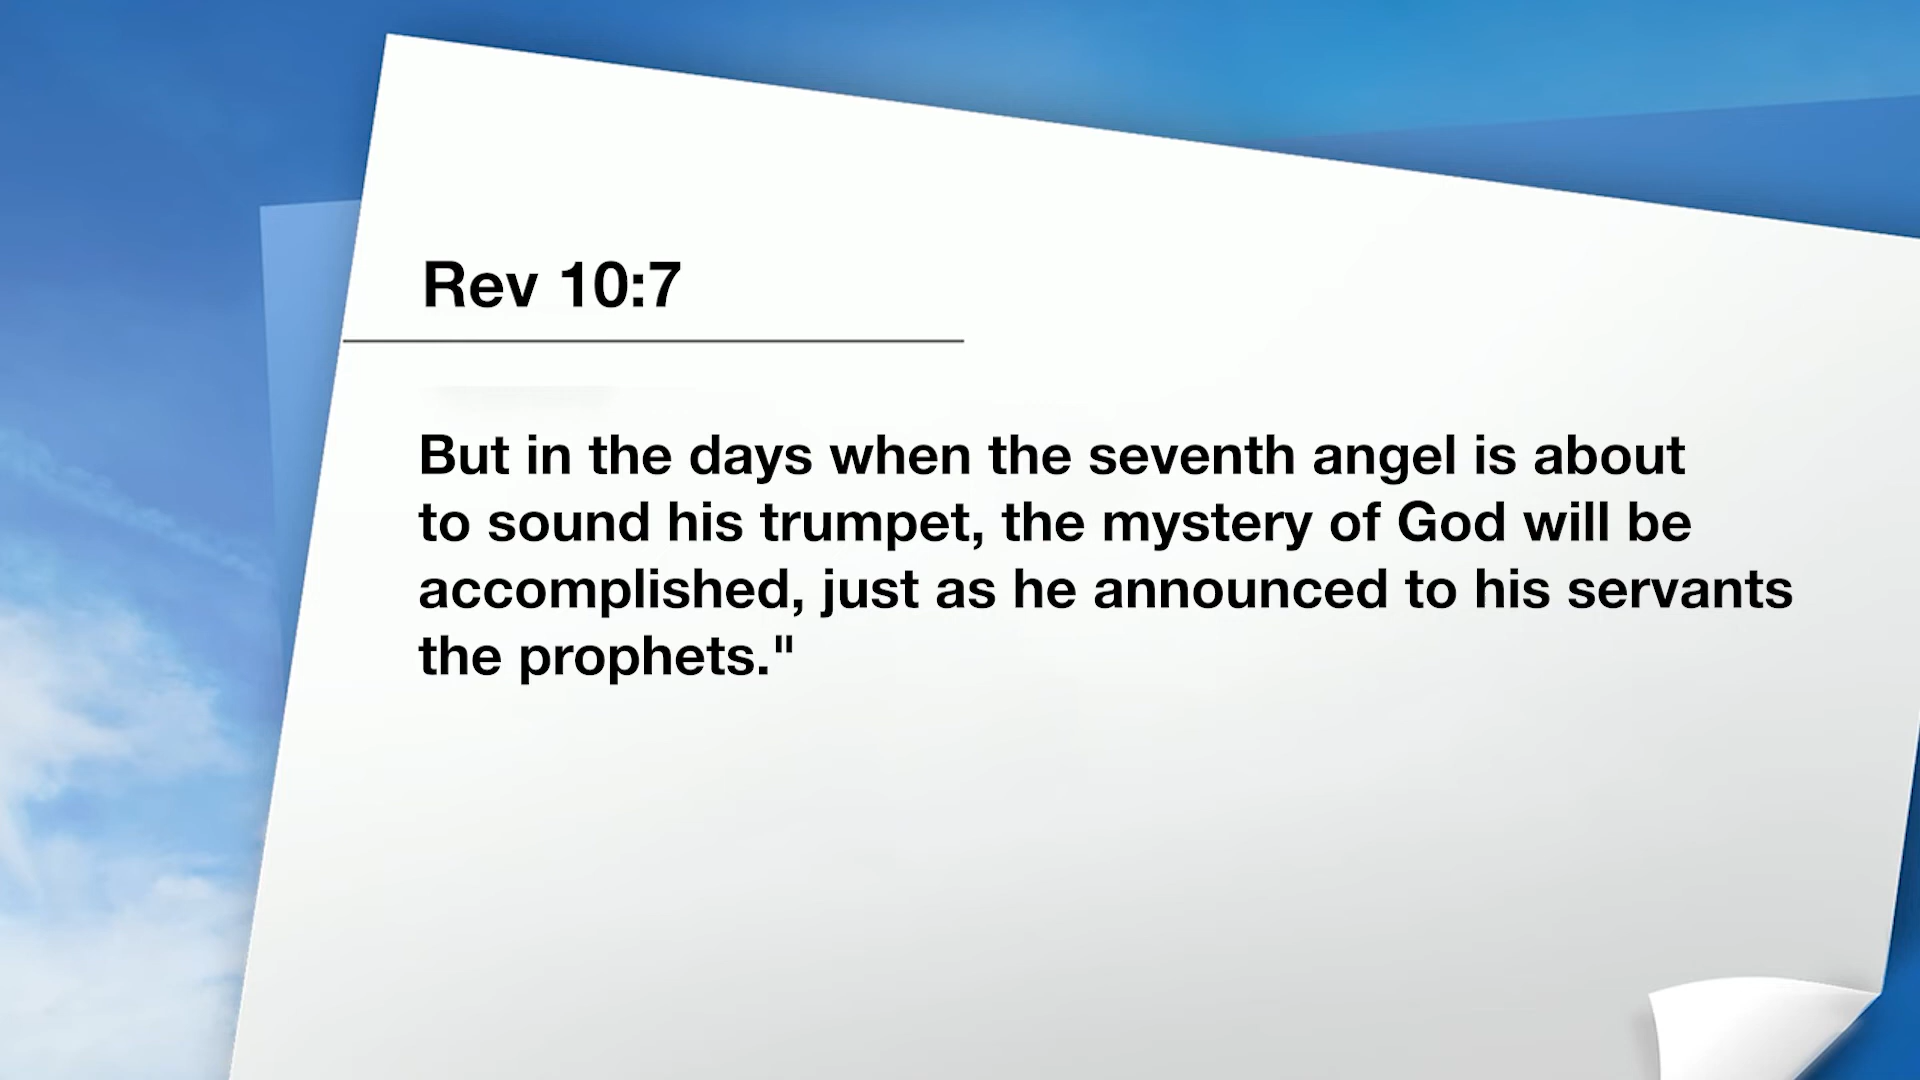 Rev 10:7
But in the days when the seventh angel is about
to sound his trumpet, the mystery of God will be
accomplished, just as he announced to his servants
the prophets."